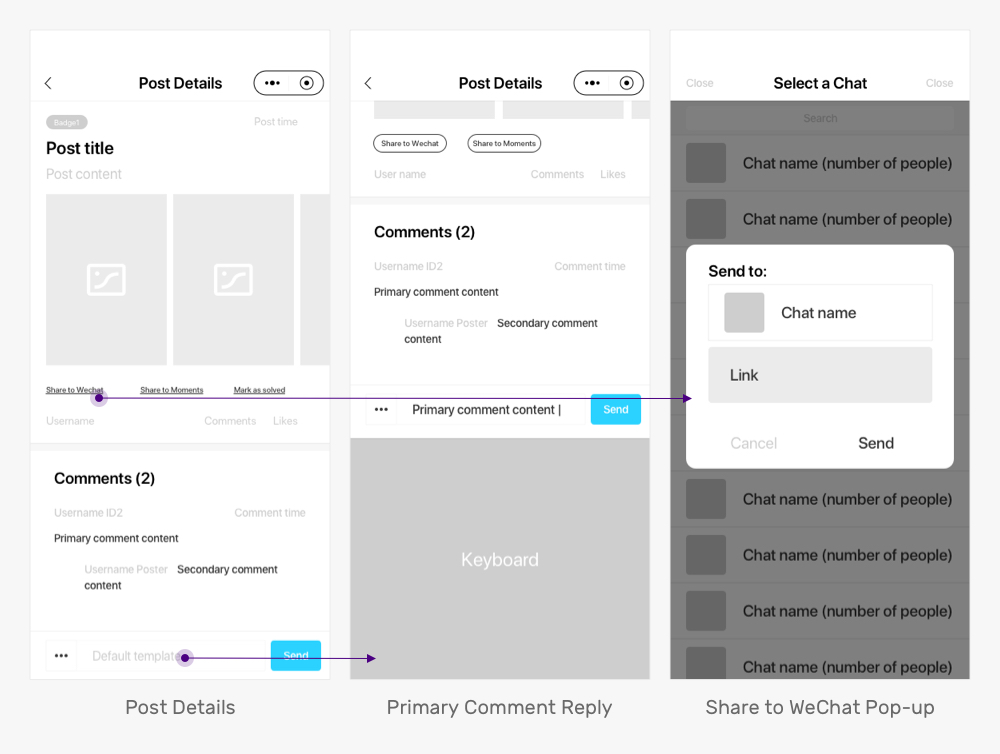 Post Details
Badge1
Post time
Post title
Post content
Share to Wechat
Share to Moments
Mark as solved
Username
Comments
Likes
Comments (2)
Username ID2
Comment time
Primary comment content
Username Poster Secondary comment
content
Default template
Send
Post Details
Post Details
Share to Wechat
Share to Moments
User name
Comments
Likes
Comments (2)
Username ID2
Comment time
Primary comment content
Username Poster Secondary comment
content
Primary comment content |
Send
Keyboard
Primary Comment Reply
Close
Select a Chat
Close
Search
Chat name (number of people)
Chat name (number of people)
Send to:
Chat name
Link
Cancel
Send
Chat name (number of people)
Chat name (number of people)
Chat name (number of people)
Chat name (number of people)
Share to WeChat Pop-up